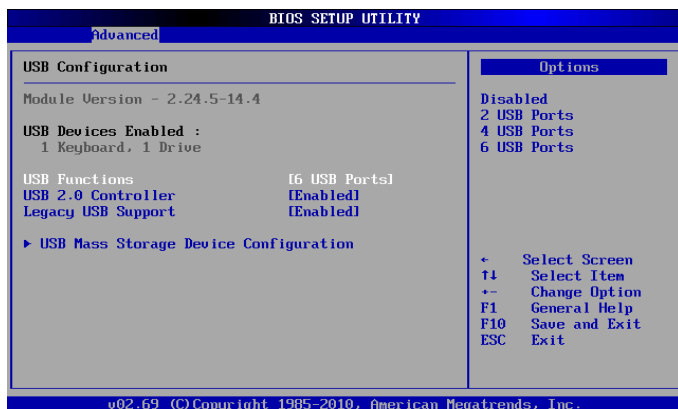 BIOS SETUP UTILITY
Advanced
USB Configuration
Module Version - 2.24.5-14.4
USB Devices Enabled :
1 Keyboard, 1 Drive
USB Functions [6 USB Ports]
USB 2.0 Controller [Enabled]
Legacy USB Support [Enabled]
▶ USB Mass Storage Device Configuration
Options
Disabled
2 USB Ports
4 USB Ports
6 USB Ports
← Select Screen
↑↓ Select Item
+- Change Option
F1 General Help
F10 Save and Exit
ESC Exit
v02.69 (C)Copyright 1985-2010, American Megatrends, Inc.